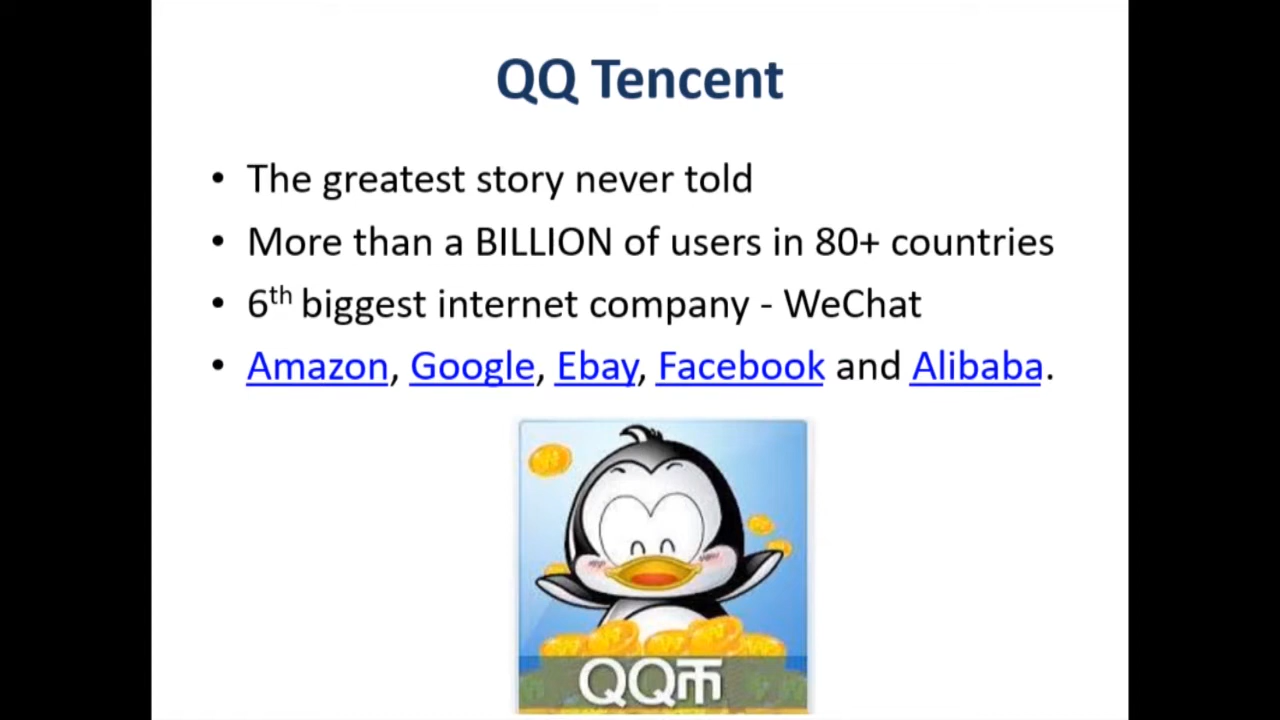 QQ Tencent
• The greatest story never told
• More than a BILLION of users in 80+ countries
• 6th biggest internet company - WeChat
• Amazon, Google, Ebay, Facebook and Alibaba.
QQ币